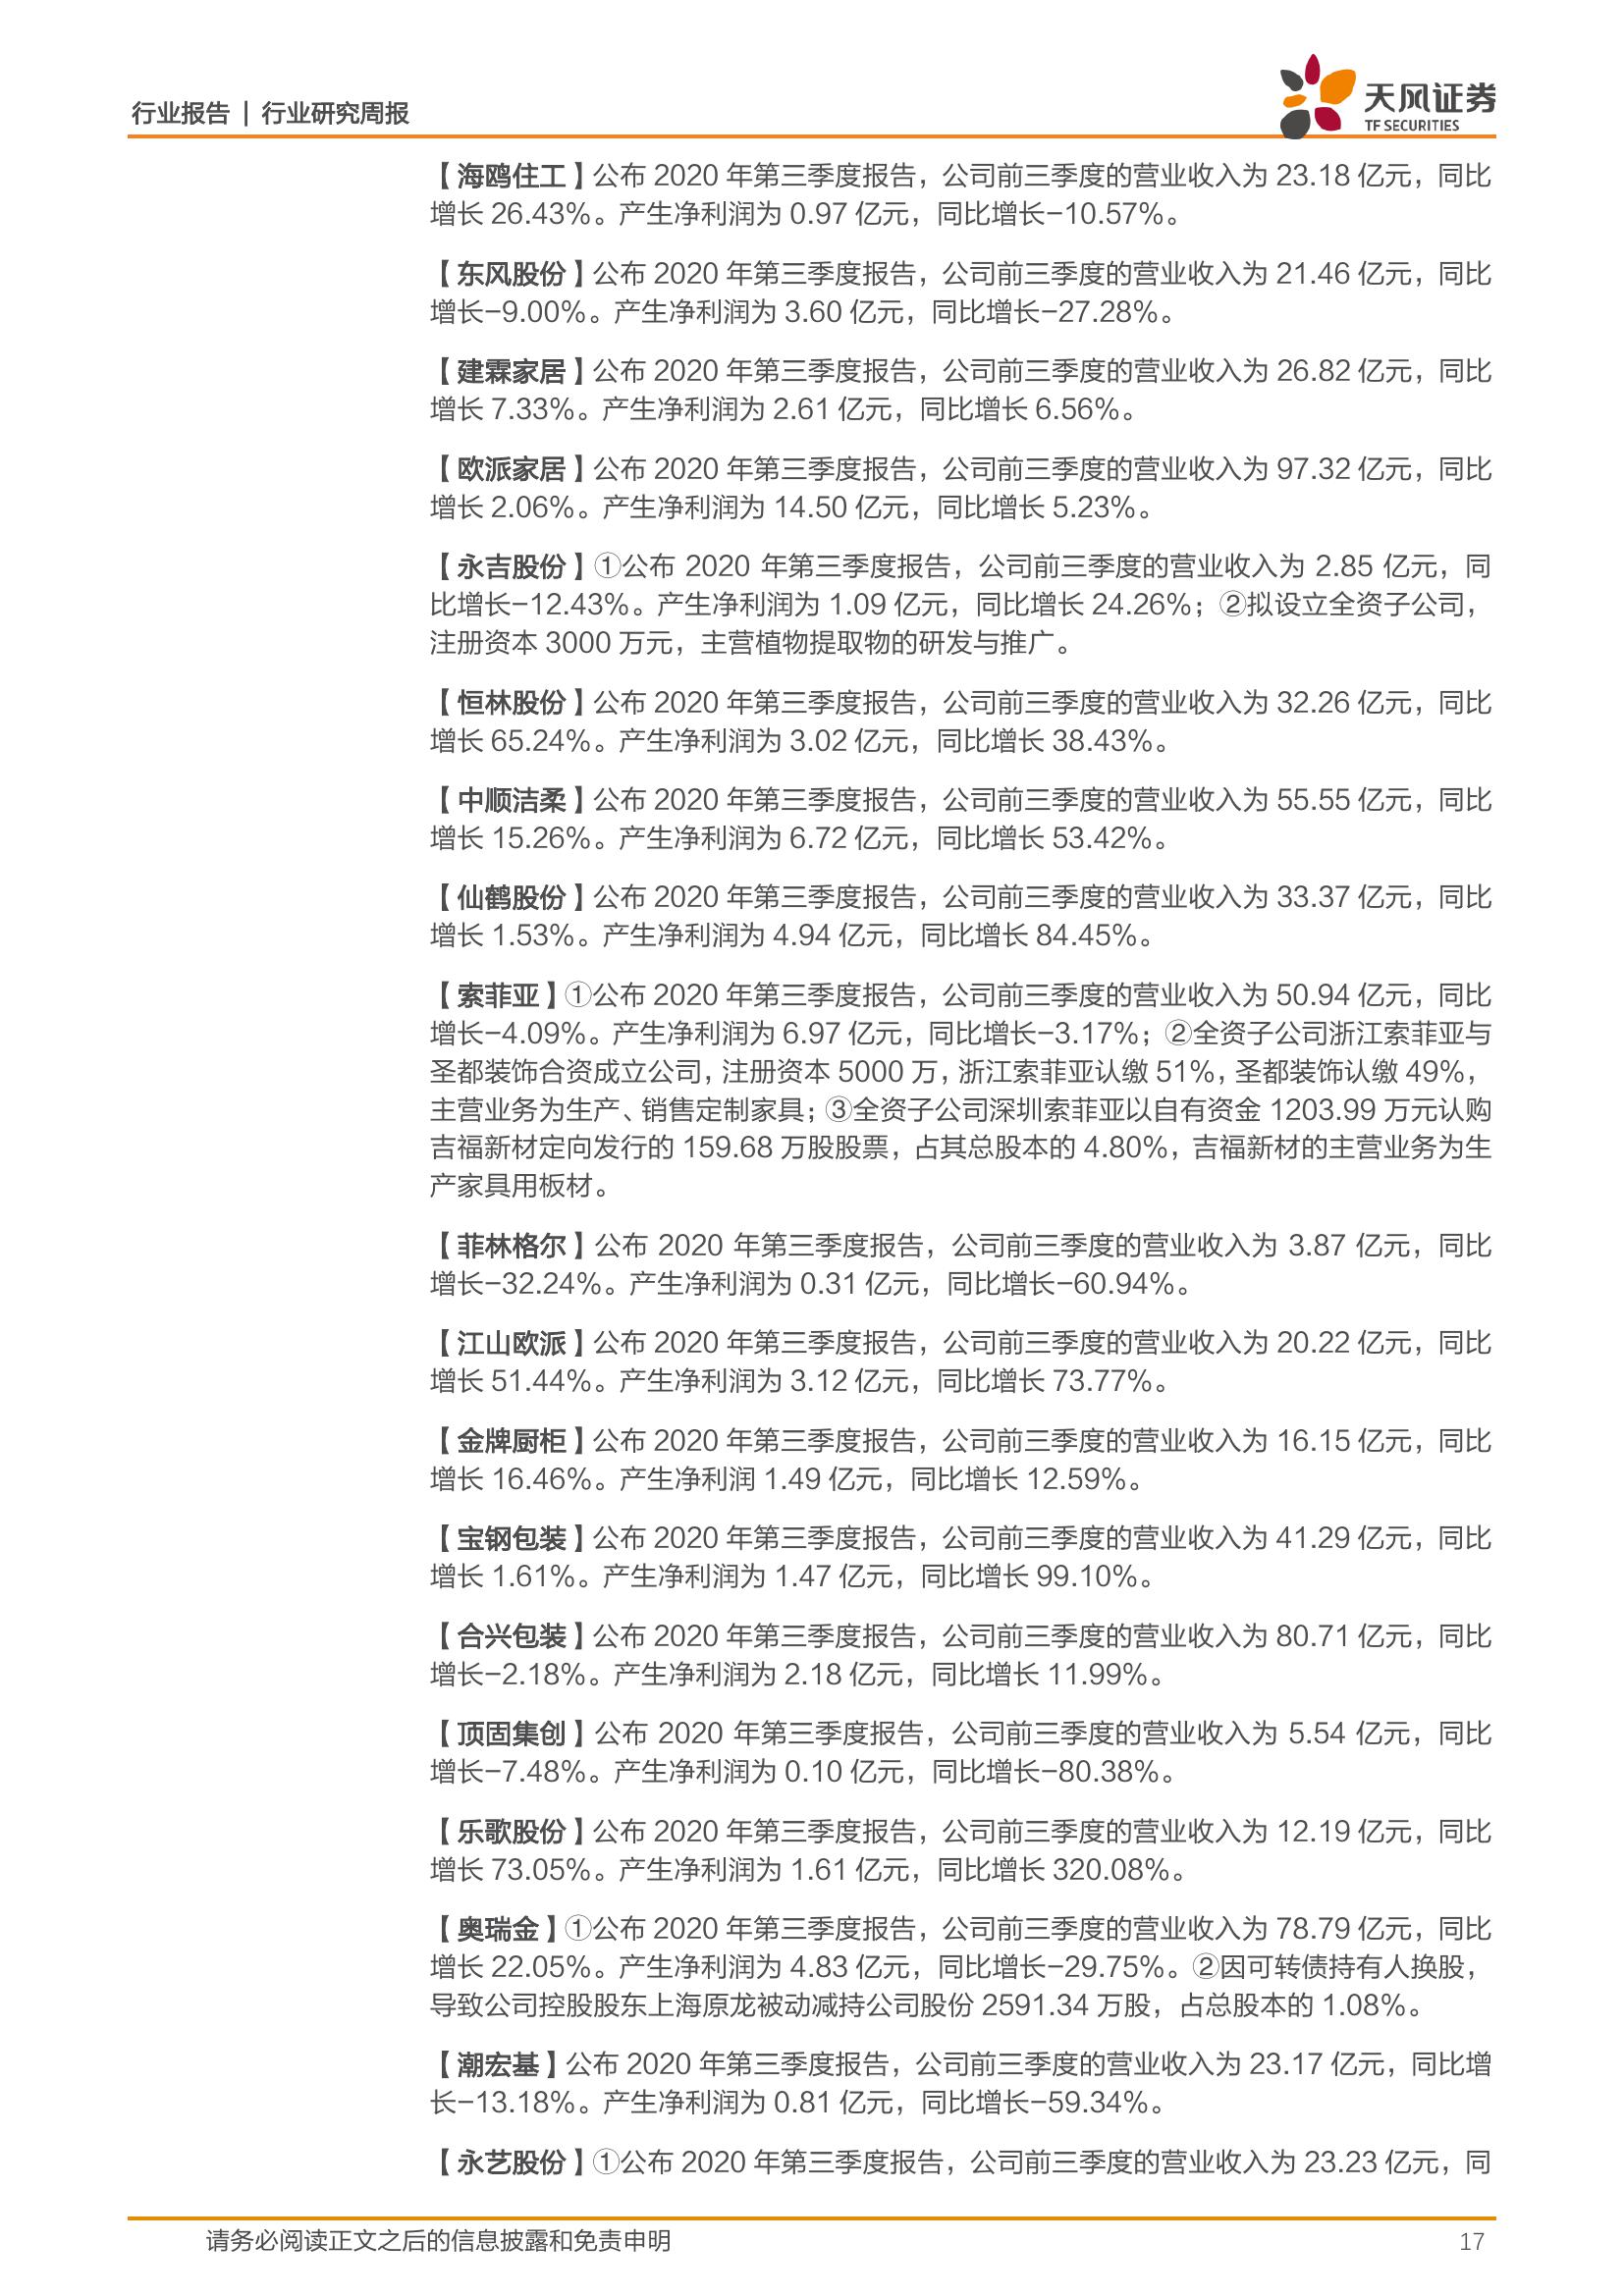 行业报告 | 行业研究周报
天风证券
TF SECURITIES
【海鸥住工】公布 2020 年第三季度报告，公司前三季度的营业收入为 23.18 亿元，同比
增长 26.43%。产生净利润为 0.97 亿元，同比增长-10.57%。
【东风股份】公布 2020 年第三季度报告，公司前三季度的营业收入为 21.46 亿元，同比
增长-9.00%。产生净利润为 3.60 亿元，同比增长-27.28%。
【建霖家居】公布 2020 年第三季度报告，公司前三季度的营业收入为 26.82 亿元，同比
增长 7.33%。产生净利润为 2.61 亿元，同比增长 6.56%。
【欧派家居】公布 2020 年第三季度报告，公司前三季度的营业收入为 97.32 亿元，同比
增长 2.06%。产生净利润为 14.50 亿元，同比增长 5.23%。
【永吉股份】①公布 2020 年第三季度报告，公司前三季度的营业收入为 2.85 亿元，同
比增长-12.43%。产生净利润为 1.09 亿元，同比增长 24.26%；②拟设立全资子公司，
注册资本 3000 万元，主营植物提取物的研发与推广。
【恒林股份】公布 2020 年第三季度报告，公司前三季度的营业收入为 32.26 亿元，同比
增长 65.24%。产生净利润为 3.02 亿元，同比增长 38.43%。
【中顺洁柔】公布 2020 年第三季度报告，公司前三季度的营业收入为 55.55 亿元，同比
增长 15.26%。产生净利润为 6.72 亿元，同比增长 53.42%。
【仙鹤股份】公布 2020 年第三季度报告，公司前三季度的营业收入为 33.37 亿元，同比
增长 1.53%。产生净利润为 4.94 亿元，同比增长 84.45%。
【索菲亚】①公布 2020 年第三季度报告，公司前三季度的营业收入为 50.94 亿元，同比
增长-4.09%。产生净利润为 6.97 亿元，同比增长-3.17%；②全资子公司浙江索菲亚与
圣都装饰合资成立公司，注册资本 5000 万，浙江索菲亚认缴 51%，圣都装饰认缴 49%，
主营业务为生产、销售定制家具；③全资子公司深圳索菲亚以自有资金 1203.99 万元认购
吉福新材定向发行的 159.68 万股股票，占其总股本的 4.80%，吉福新材的主营业务为生
产家具用板材。
【菲林格尔】公布 2020 年第三季度报告，公司前三季度的营业收入为 3.87 亿元，同比
增长-32.24%。产生净利润为 0.31 亿元，同比增长-60.94%。
【江山欧派】公布 2020 年第三季度报告，公司前三季度的营业收入为 20.22 亿元，同比
增长 51.44%。产生净利润为 3.12 亿元，同比增长 73.77%。
【金牌厨柜】公布 2020 年第三季度报告，公司前三季度的营业收入为 16.15 亿元，同比
增长 16.46%。产生净利润 1.49 亿元，同比增长 12.59%。
【宝钢包装】公布 2020 年第三季度报告，公司前三季度的营业收入为 41.29 亿元，同比
增长 1.61%。产生净利润为 1.47 亿元，同比增长 99.10%。
【合兴包装】公布 2020 年第三季度报告，公司前三季度的营业收入为 80.71 亿元，同比
增长-2.18%。产生净利润为 2.18 亿元，同比增长 11.99%。
【顶固集创】公布 2020 年第三季度报告，公司前三季度的营业收入为 5.54 亿元，同比
增长-7.48%。产生净利润为 0.10 亿元，同比增长-80.38%。
【乐歌股份】公布 2020 年第三季度报告，公司前三季度的营业收入为 12.19 亿元，同比
增长 73.05%。产生净利润为 1.61 亿元，同比增长 320.08%。
【奥瑞金】①公布 2020 年第三季度报告，公司前三季度的营业收入为 78.79 亿元，同比
增长 22.05%。产生净利润为 4.83 亿元，同比增长-29.75%。②因可转债持有人换股，
导致公司控股股东上海原龙被动减持公司股份 2591.34 万股，占总股本的 1.08%。
【潮宏基】公布 2020 年第三季度报告，公司前三季度的营业收入为 23.17 亿元，同比增
长-13.18%。产生净利润为 0.81 亿元，同比增长-59.34%。
【永艺股份】①公布 2020 年第三季度报告，公司前三季度的营业收入为 23.23 亿元，同
请务必阅读正文之后的信息披露和免责申明
17